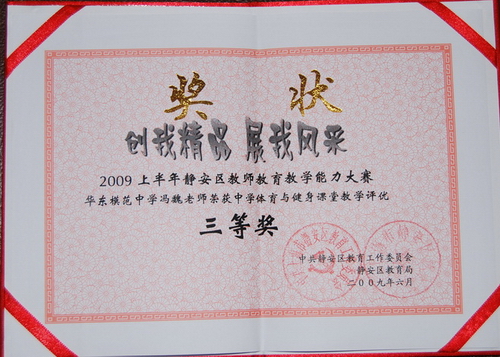 奖状
创我精品 展我风采
2009上半年静安区教师教育教学能力大赛
华东模范中学冯魏老师荣获中学体育与健身课堂教学评优
三等奖
中共静安区教育工作委员会
静安区教育局
二00九年六月